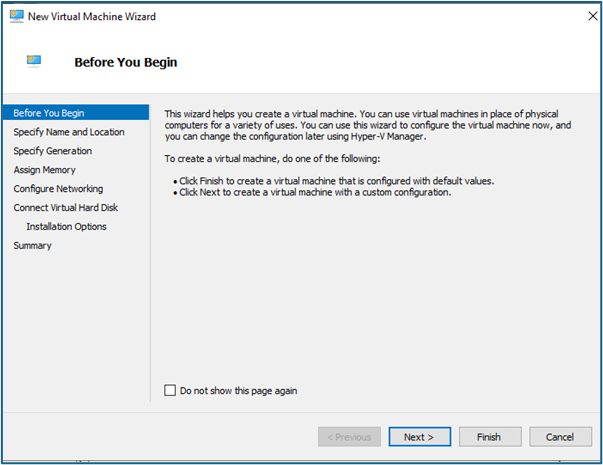 New Virtual Machine Wizard
Before You Begin
Before You Begin
Specify Name and Location
Specify Generation
Assign Memory
Configure Networking
Connect Virtual Hard Disk
Installation Options
Summary
This wizard helps you create a virtual machine. You can use virtual machines in place of physical
computers for a variety of uses. You can use this wizard to configure the virtual machine now, and
you can change the configuration later using Hyper-V Manager.
To create a virtual machine, do one of the following:
• Click Finish to create a virtual machine that is configured with default values.
• Click Next to create a virtual machine with a custom configuration.
Do not show this page again
< Previous
Next >
Finish
Cancel